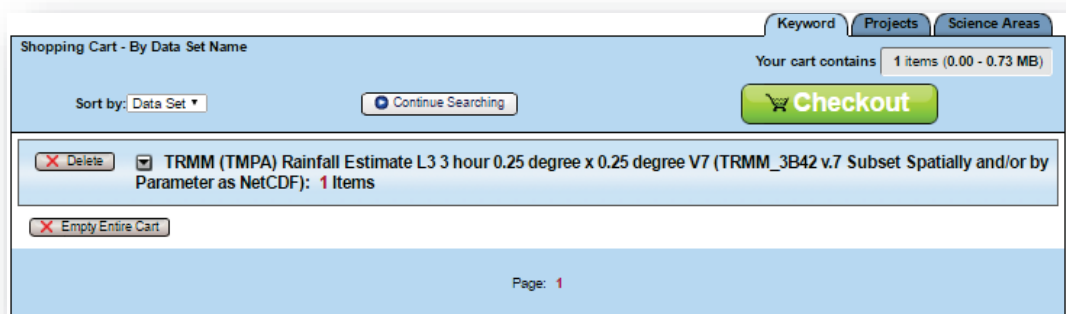 Keyword Projects Science Areas
Shopping Cart - By Data Set Name
Your cart contains 1 items (0.00 - 0.73 MB)
Sort by: Data Set Continue Searching Checkout
Delete TRMM (TMPA) Rainfall Estimate L3 3 hour 0.25 degree x 0.25 degree V7 (TRMM_3B42 v.7 Subset Spatially and/or by
Parameter as NetCDF): 1 Items
Empty Entire Cart
Page: 1